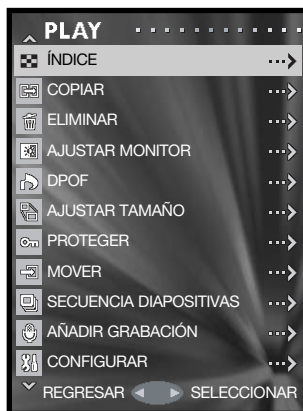 PLAY
ÍNDICE
COPIAR
ELIMINAR
AJUSTAR MONITOR
DPOF
AJUSTAR TAMAÑO
PROTEGER
MOVER
SECUENCIA DIAPOSITIVAS
AÑADIR GRABACIÓN
CONFIGURAR
REGRESAR SELECCIONAR